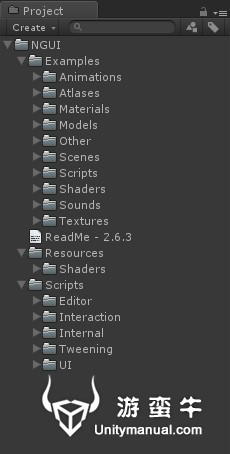 Project
Create
NGUI
Examples
Animations
Atlases
Materials
Models
Other
Scenes
Scripts
Shaders
Sounds
Textures
ReadMe - 2.6.3
Resources
Shaders
Scripts
Editor
Interaction
Internal
Tweening
UI
游蛮牛
Unitymanual.com